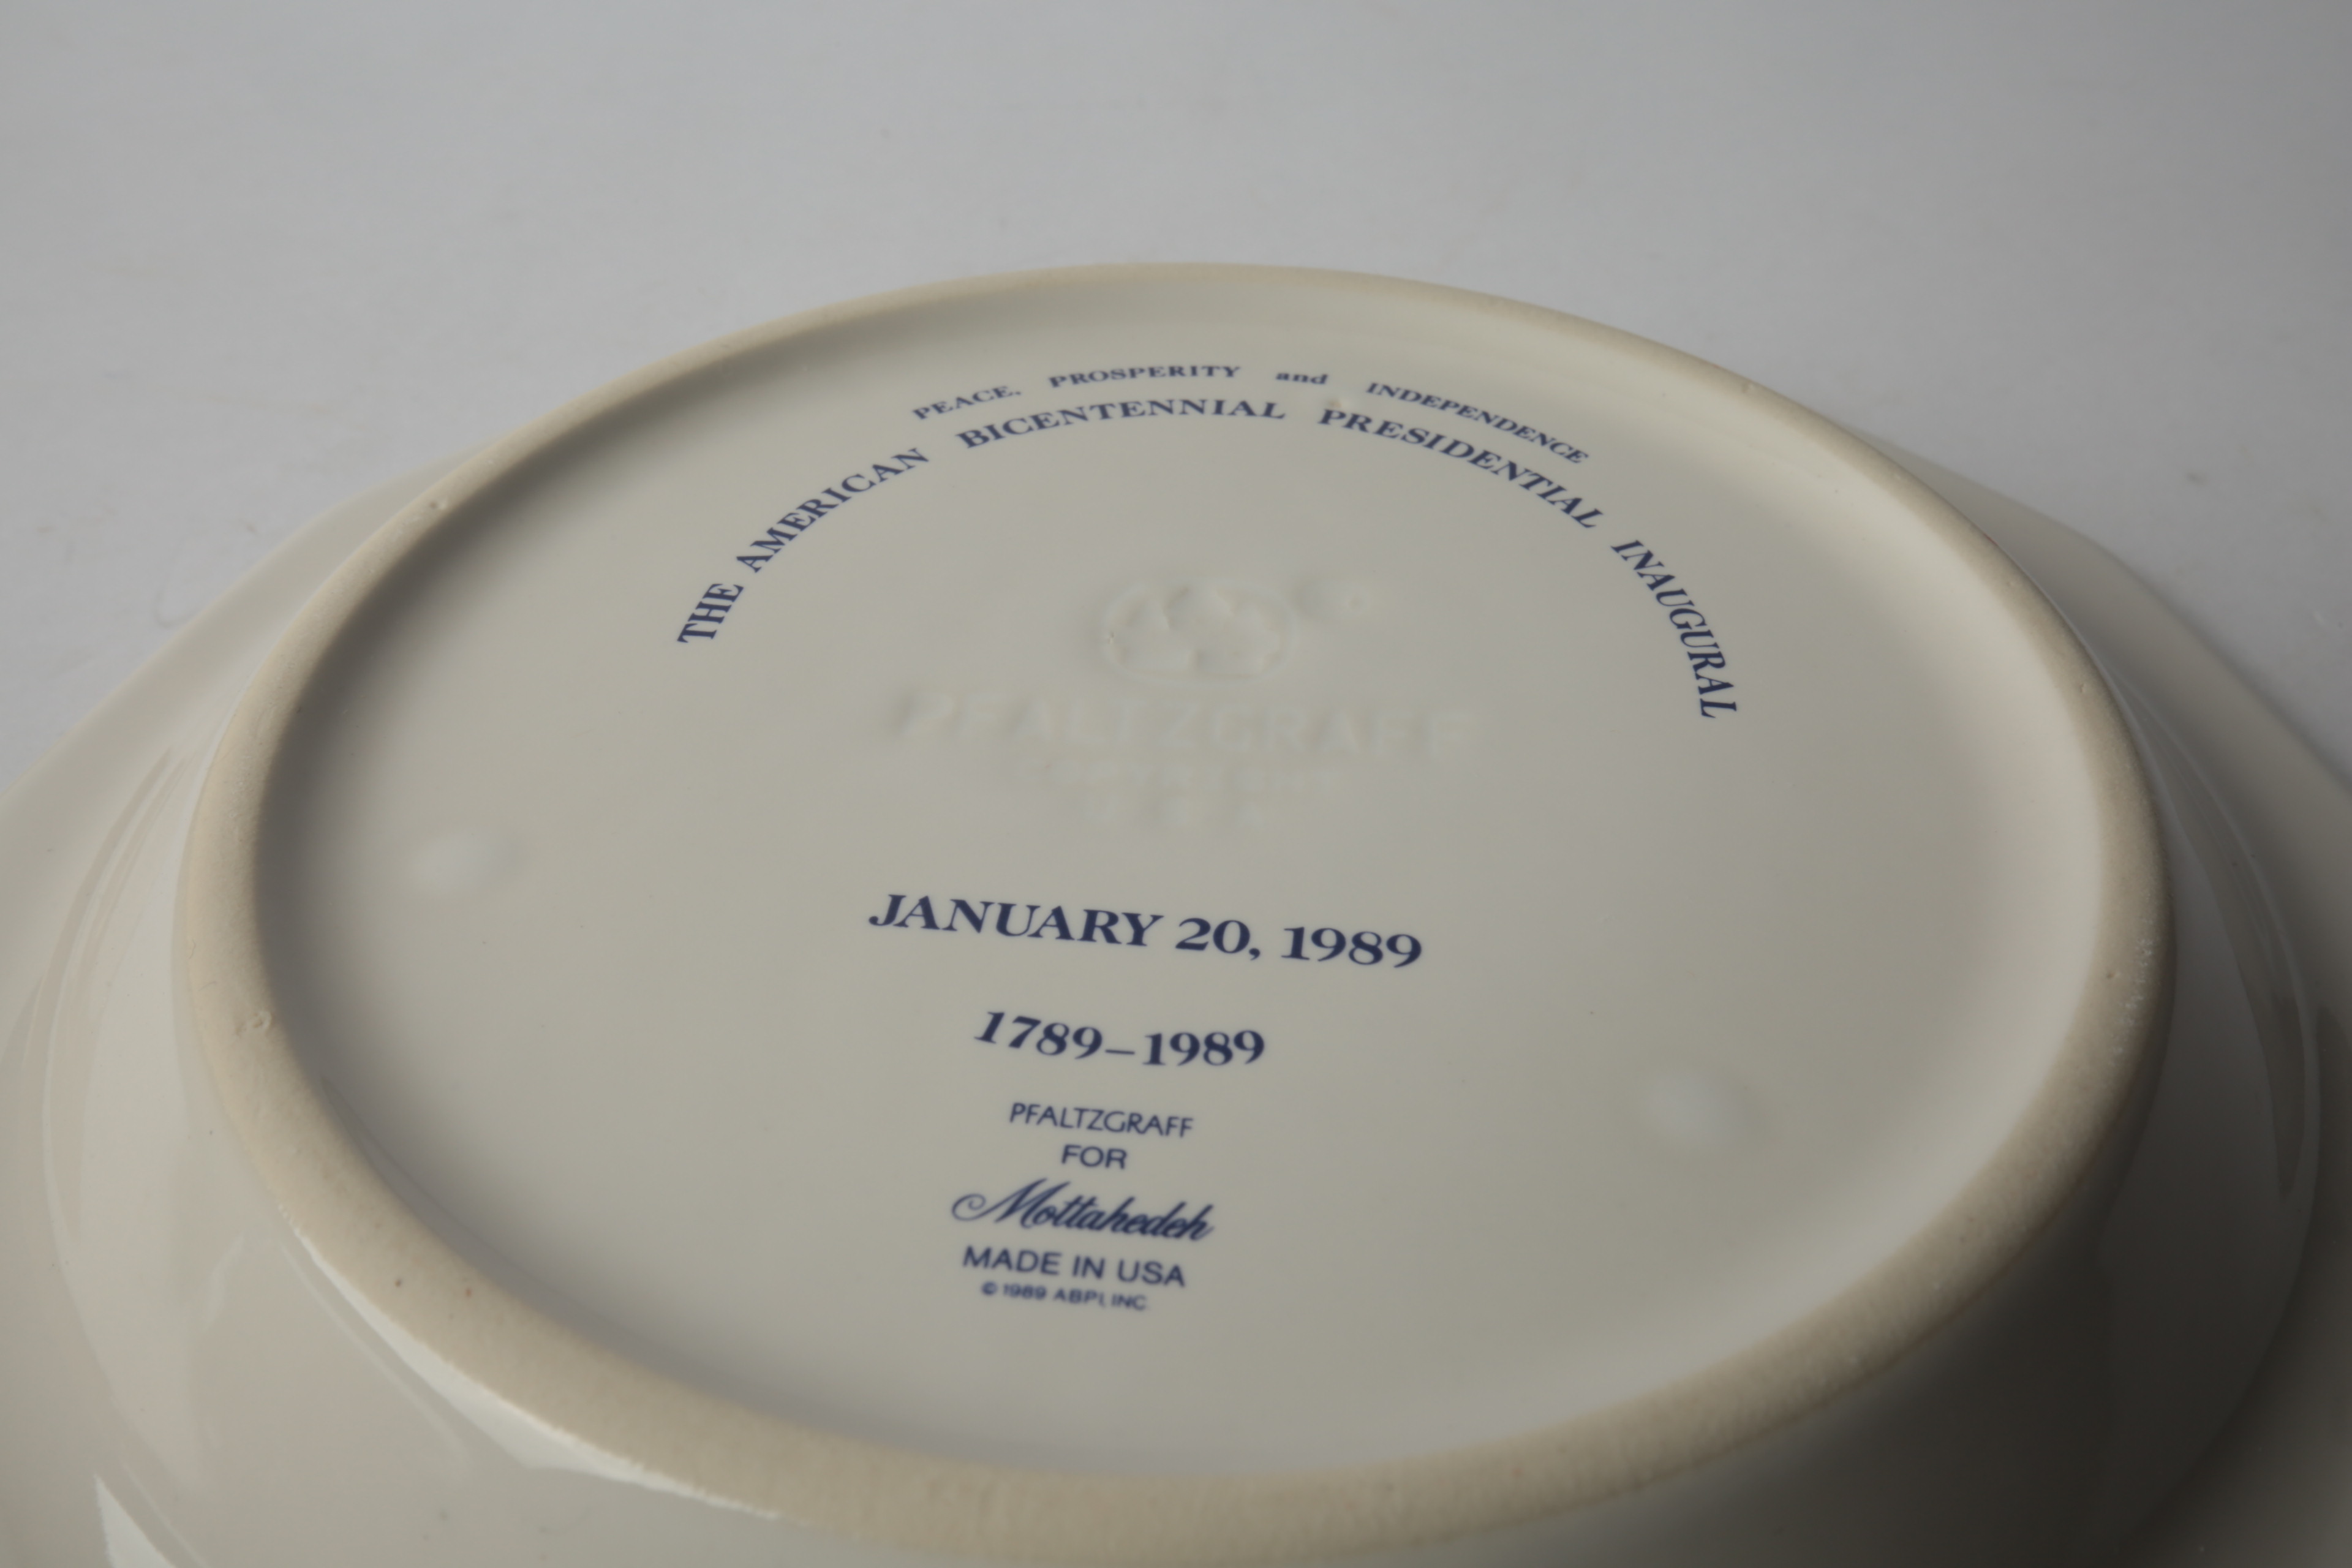 PEACE, PROSPERITY and INDEPENDENCE
THE AMERICAN BICENTENNIAL PRESIDENTIAL INAUGURAL
PFALTZGRAFF
COPYRIGHT
U S A
JANUARY 20, 1989
1789–1989
PFALTZGRAFF
FOR
Mottahedeh
MADE IN USA
© 1989 ABPI, INC.